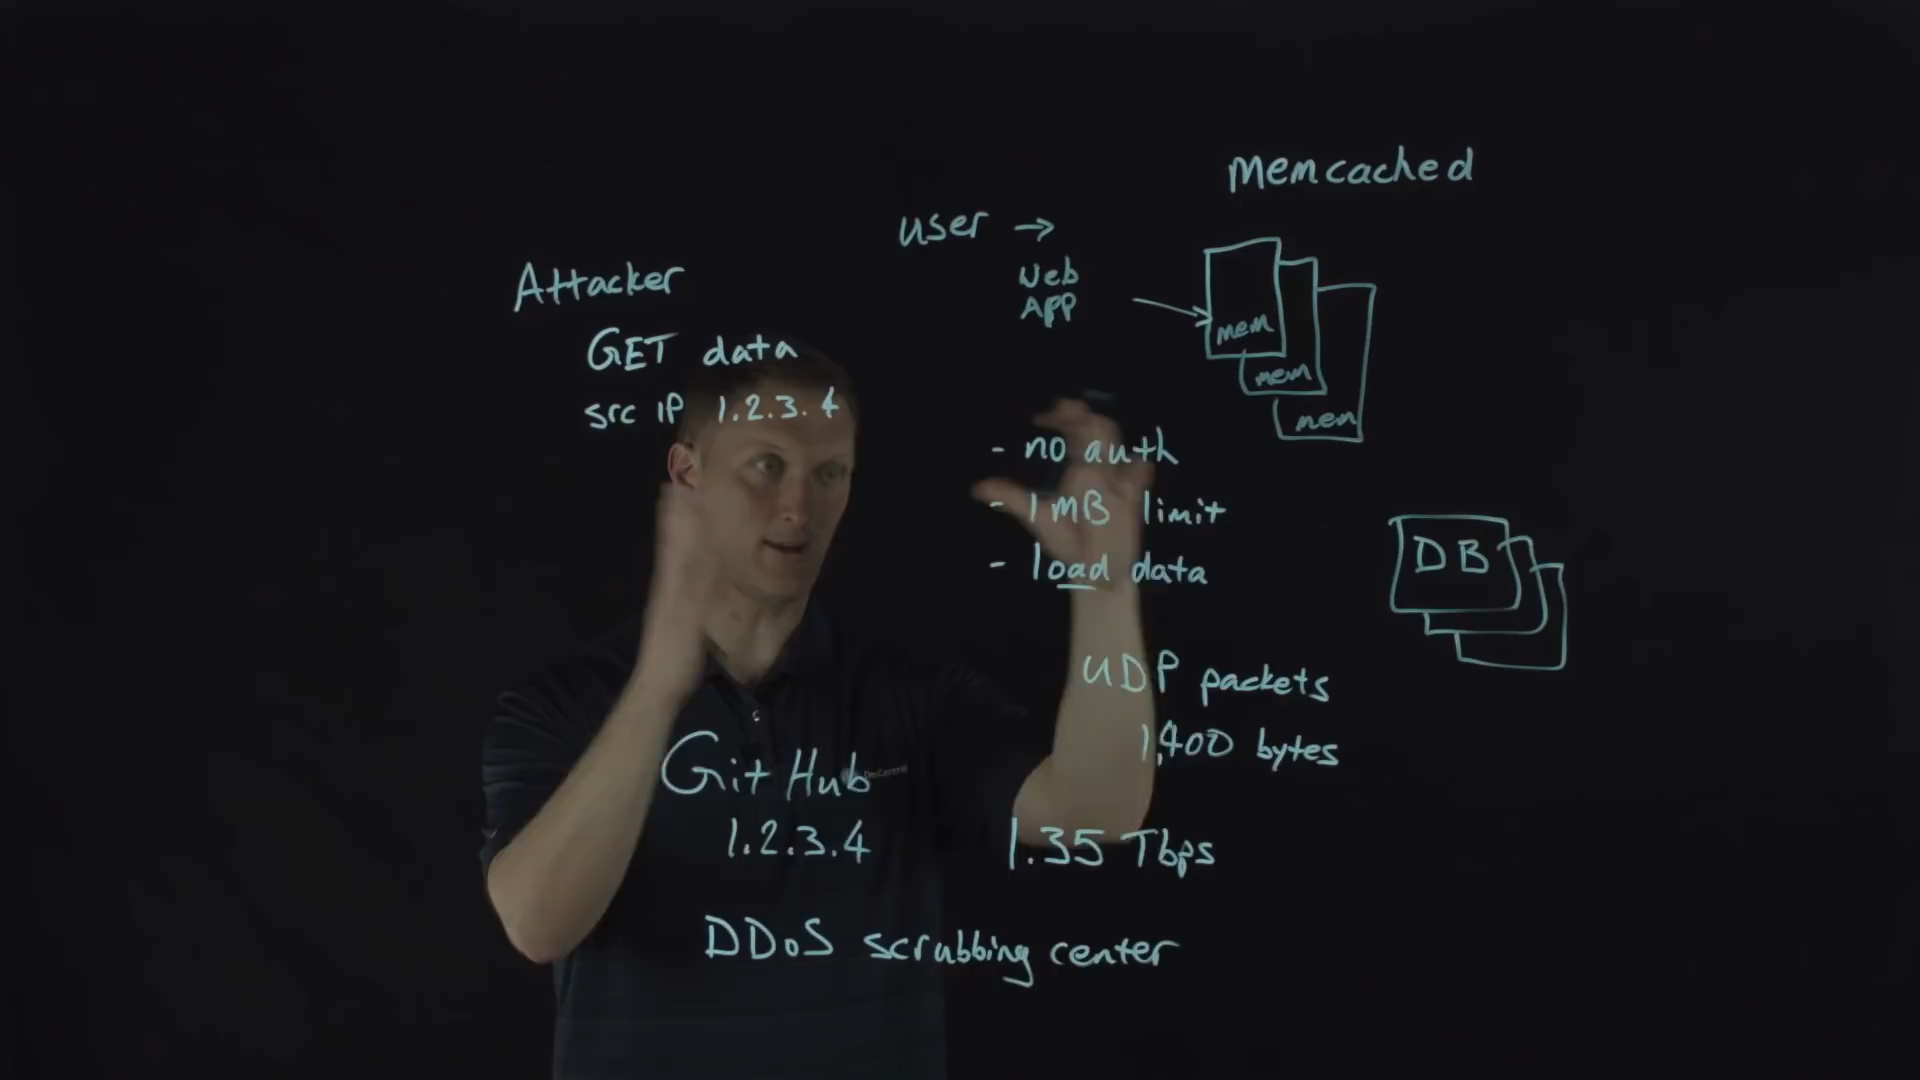 memcached
user →
Web
APP
mem
mem
mem
Attacker
GET data
src IP 1.2.3.4
- no auth
- 1MB limit
- load data
DB
UDP packets
1,400 bytes
GitHub
1.2.3.4
1.35 Tbps
DDoS scrubbing center